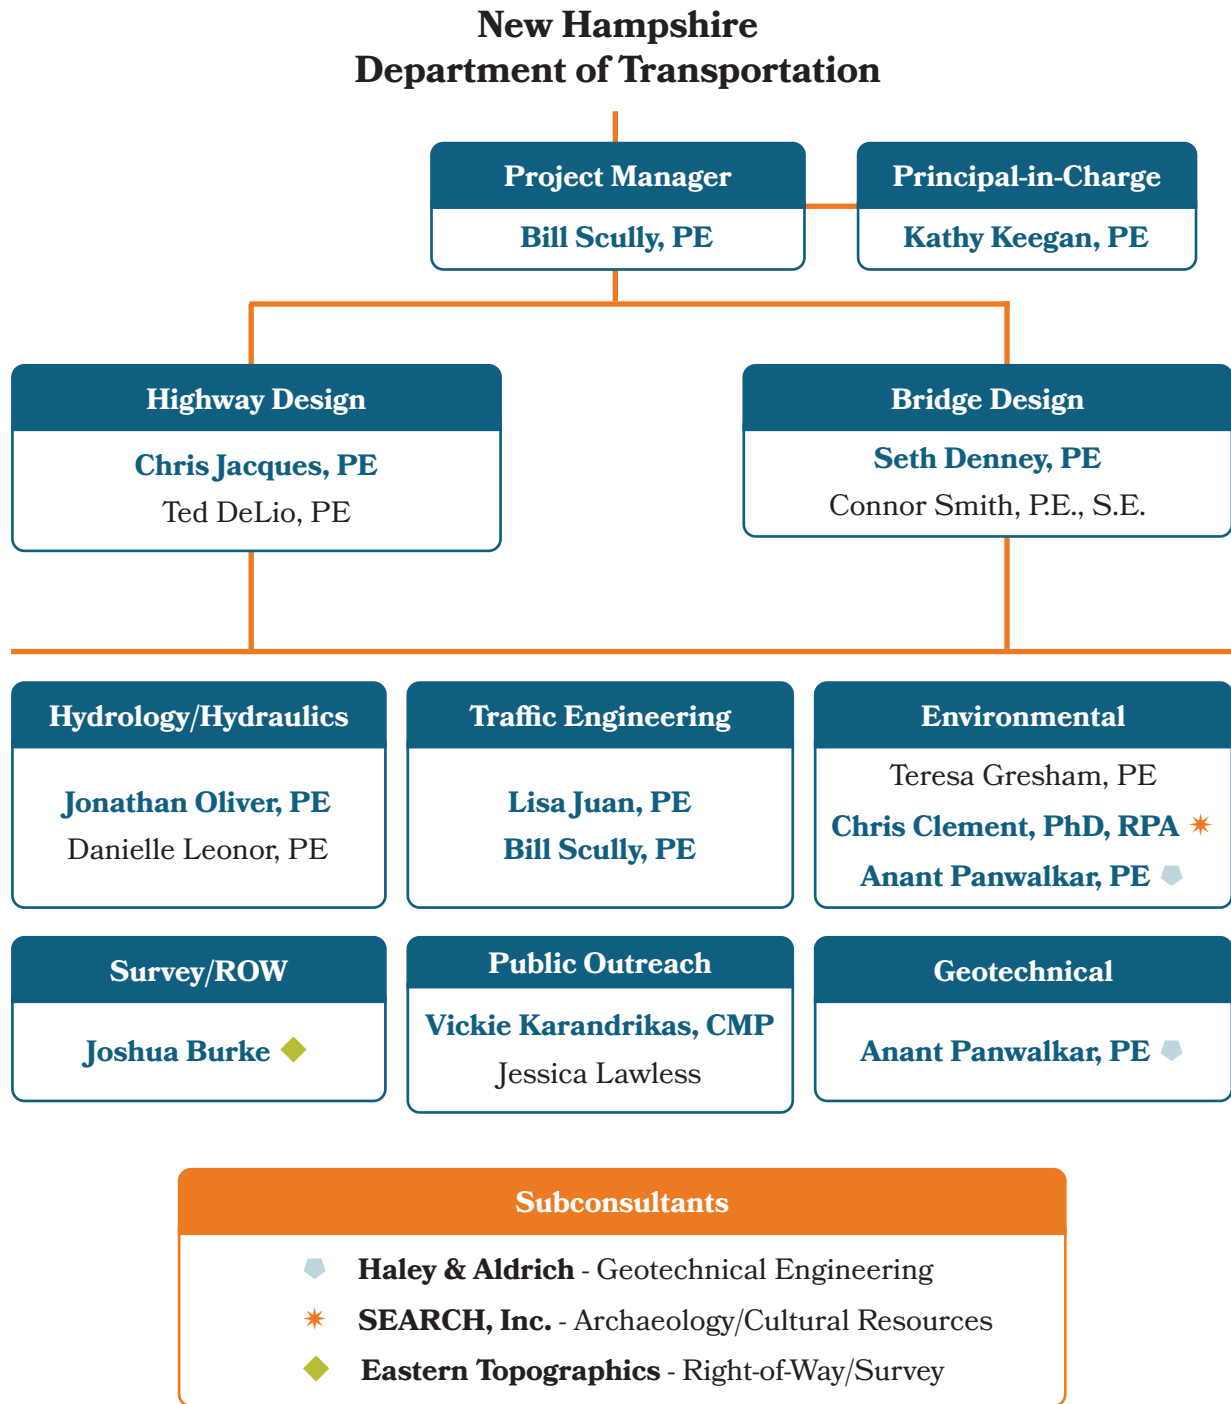 New Hampshire
Department of Transportation
Project Manager
Bill Scully, PE
Principal-in-Charge
Kathy Keegan, PE
Highway Design
Chris Jacques, PE
Ted DeLio, PE
Bridge Design
Seth Denney, PE
Connor Smith, P.E., S.E.
Hydrology/Hydraulics
Jonathan Oliver, PE
Danielle Leonor, PE
Traffic Engineering
Lisa Juan, PE
Bill Scully, PE
Environmental
Teresa Gresham, PE
Chris Clement, PhD, RPA
Anant Panwalkar, PE
Survey/ROW
Joshua Burke
Public Outreach
Vickie Karandrikas, CMP
Jessica Lawless
Geotechnical
Anant Panwalkar, PE
Subconsultants
Haley & Aldrich - Geotechnical Engineering
SEARCH, Inc. - Archaeology/Cultural Resources
Eastern Topographics - Right-of-Way/Survey